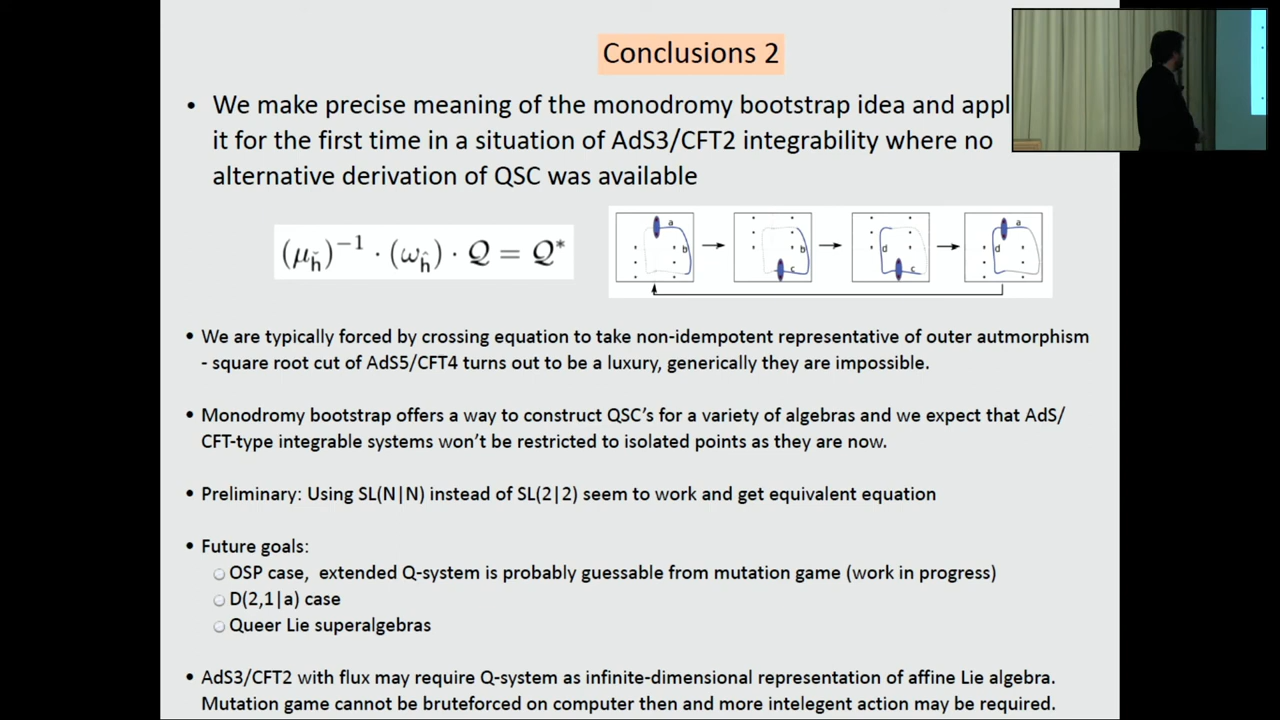 Conclusions 2
• We make precise meaning of the monodromy bootstrap idea and appl
it for the first time in a situation of AdS3/CFT2 integrability where no
alternative derivation of QSC was available
(μ_ȟ)⁻¹ · (ω_ĥ) · Q = Q*
a b b c d c a d
• We are typically forced by crossing equation to take non-idempotent representative of outer autmorphism
- square root cut of AdS5/CFT4 turns out to be a luxury, generically they are impossible.
• Monodromy bootstrap offers a way to construct QSC's for a variety of algebras and we expect that AdS/
CFT-type integrable systems won't be restricted to isolated points as they are now.
• Preliminary: Using SL(N|N) instead of SL(2|2) seem to work and get equivalent equation
• Future goals:
○ OSP case, extended Q-system is probably guessable from mutation game (work in progress)
○ D(2,1|a) case
○ Queer Lie superalgebras
• AdS3/CFT2 with flux may require Q-system as infinite-dimensional representation of affine Lie algebra.
Mutation game cannot be bruteforced on computer then and more intelegent action may be required.